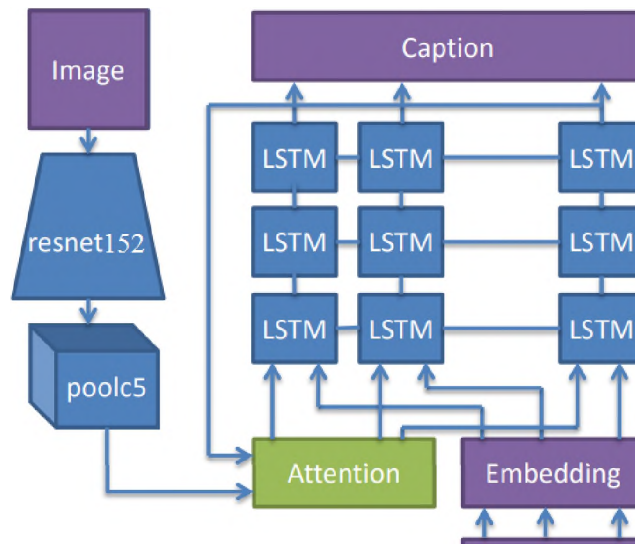 Image
Caption
resnet152
LSTM LSTM LSTM
LSTM LSTM LSTM
LSTM LSTM LSTM
poolc5
Attention
Embedding